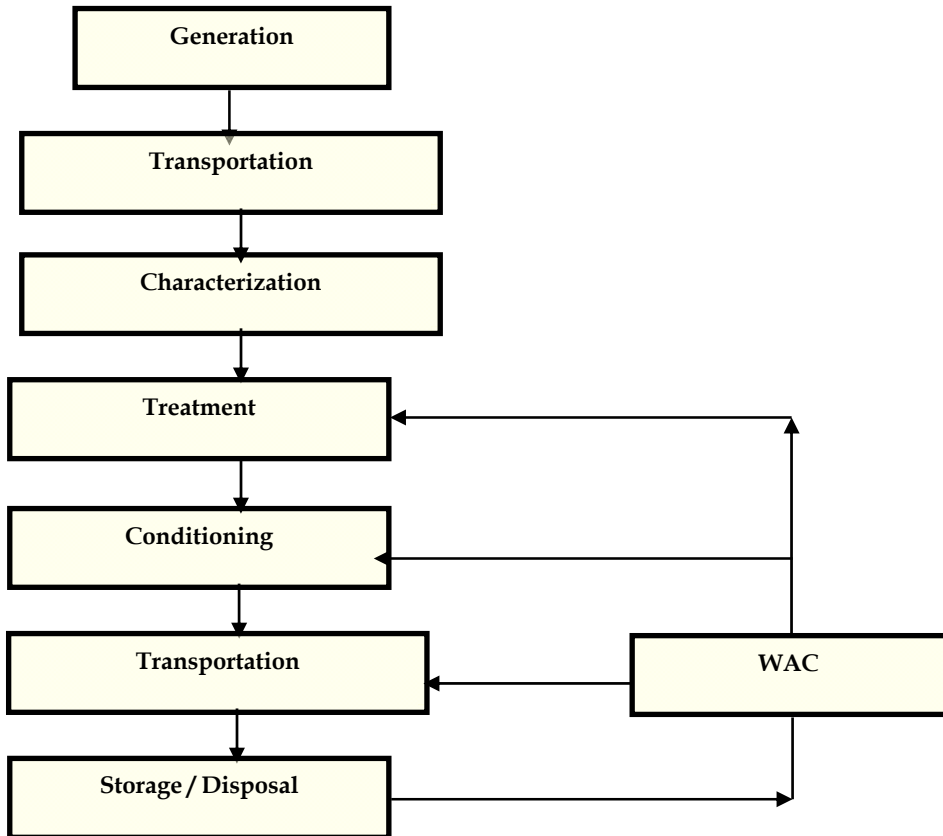 Generation
Transportation
Characterization
Treatment
Conditioning
Transportation
WAC
Storage / Disposal